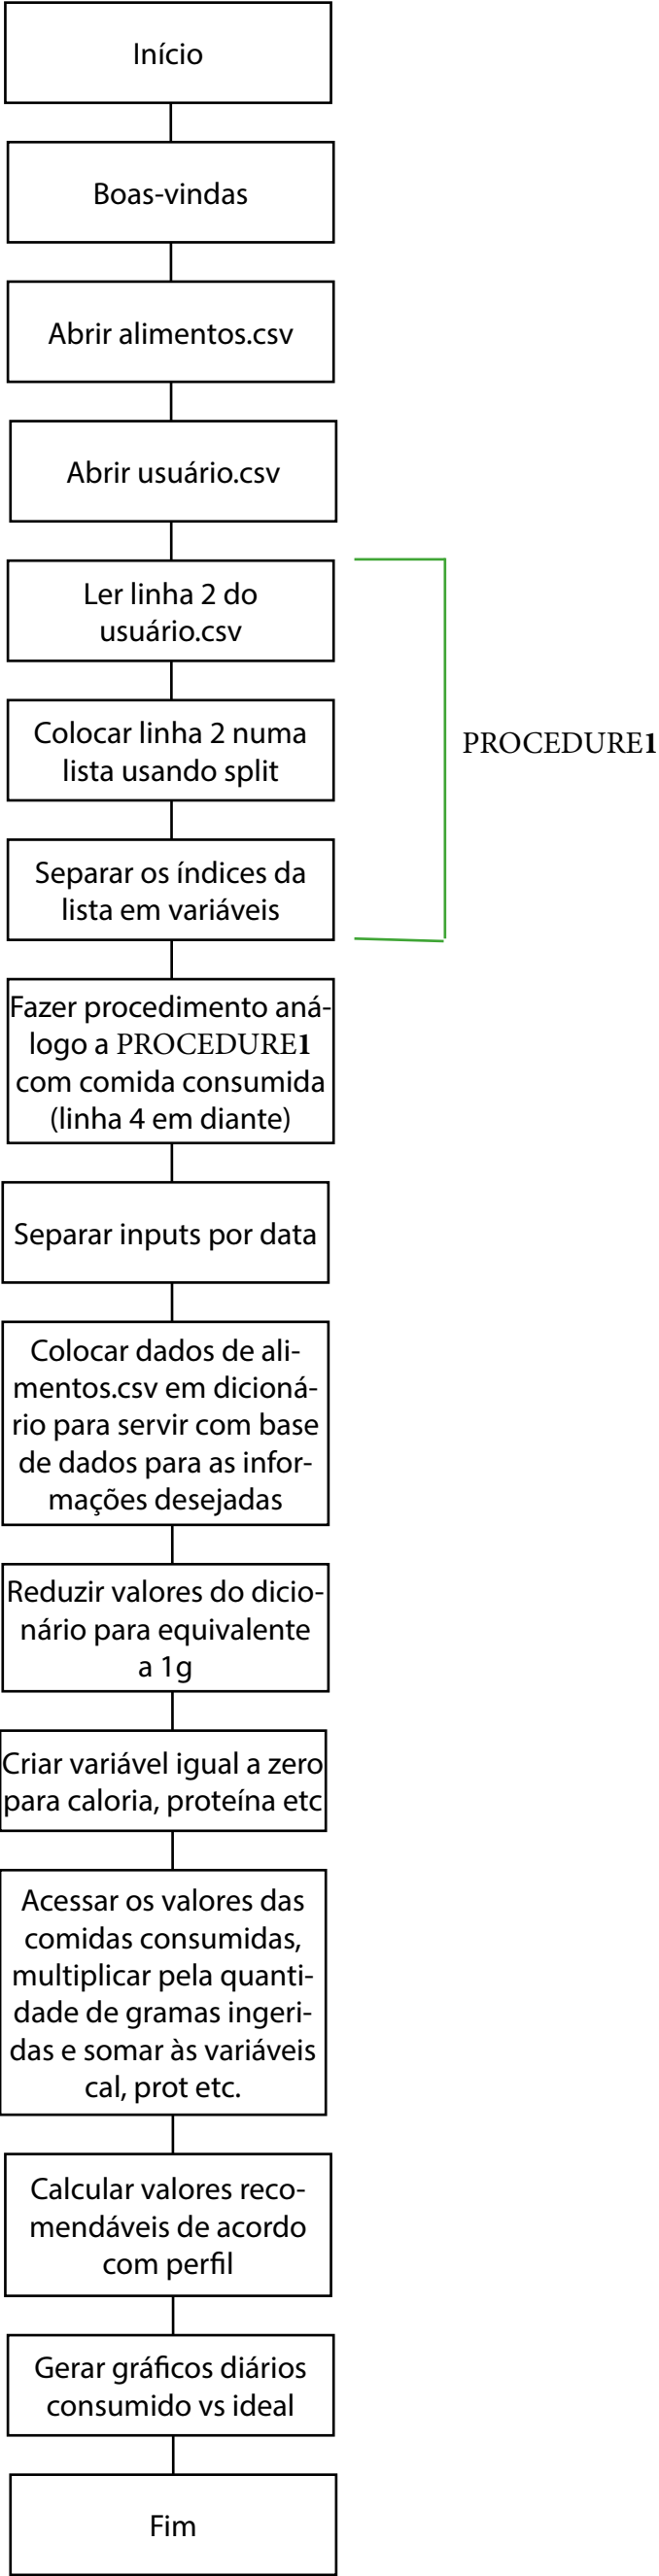 Início
Boas-vindas
Abrir alimentos.csv
Abrir usuário.csv
Ler linha 2 do
usuário.csv
Colocar linha 2 numa
lista usando split
PROCEDURE1
Separar os índices da
lista em variáveis
Fazer procedimento aná-
logo a PROCEDURE1
com comida consumida
(linha 4 em diante)
Separar inputs por data
Colocar dados de ali-
mentos.csv em dicioná-
rio para servir com base
de dados para as infor-
mações desejadas
Reduzir valores do dicio-
nário para equivalente
a 1g
Criar variável igual a zero
para caloria, proteína etc
Acessar os valores das
comidas consumidas,
multiplicar pela quanti-
dade de gramas ingeri-
das e somar às variáveis
cal, prot etc.
Calcular valores reco-
mendáveis de acordo
com perfil
Gerar gráficos diários
consumido vs ideal
Fim